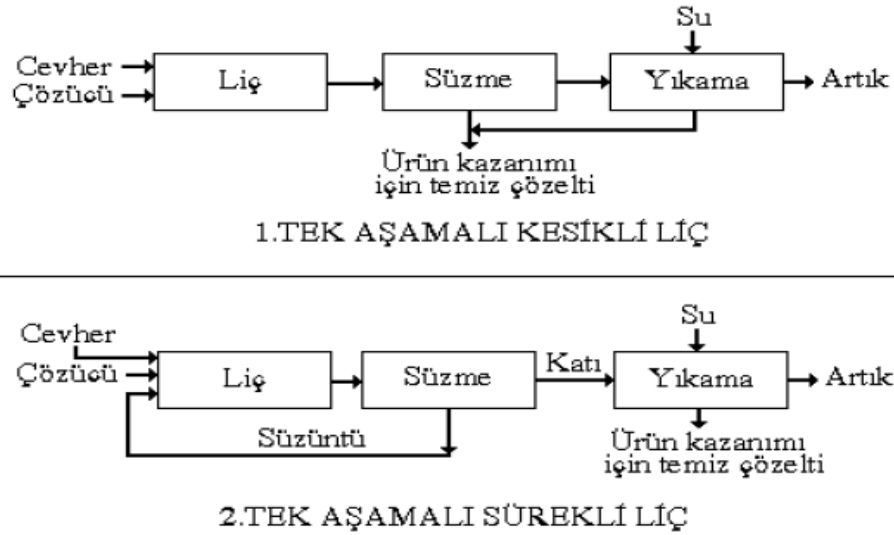 Su
Cevher
Çözücü
Liç
Süzme
Yıkama
Artık
Ürün kazanımı
için temiz çözelti
1.TEK AŞAMALI KESİKLİ LİÇ
Su
Cevher
Çözücü
Liç
Süzme
Katı
Yıkama
Artık
Süzüntü
Ürün kazanımı
için temiz çözelti
2.TEK AŞAMALI SÜREKLİ LİÇ